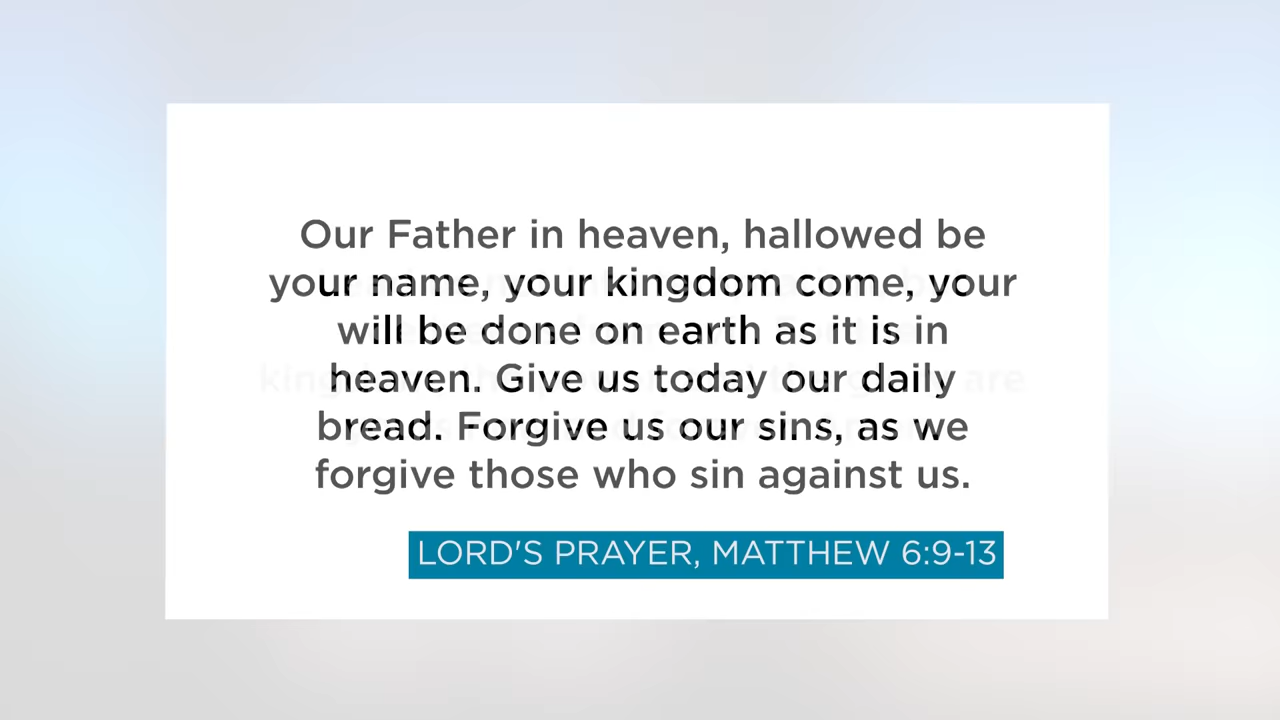 Our Father in heaven, hallowed be
your name, your kingdom come, your
will be done on earth as it is in
heaven. Give us today our daily
bread. Forgive us our sins, as we
forgive those who sin against us.
LORD'S PRAYER, MATTHEW 6:9-13